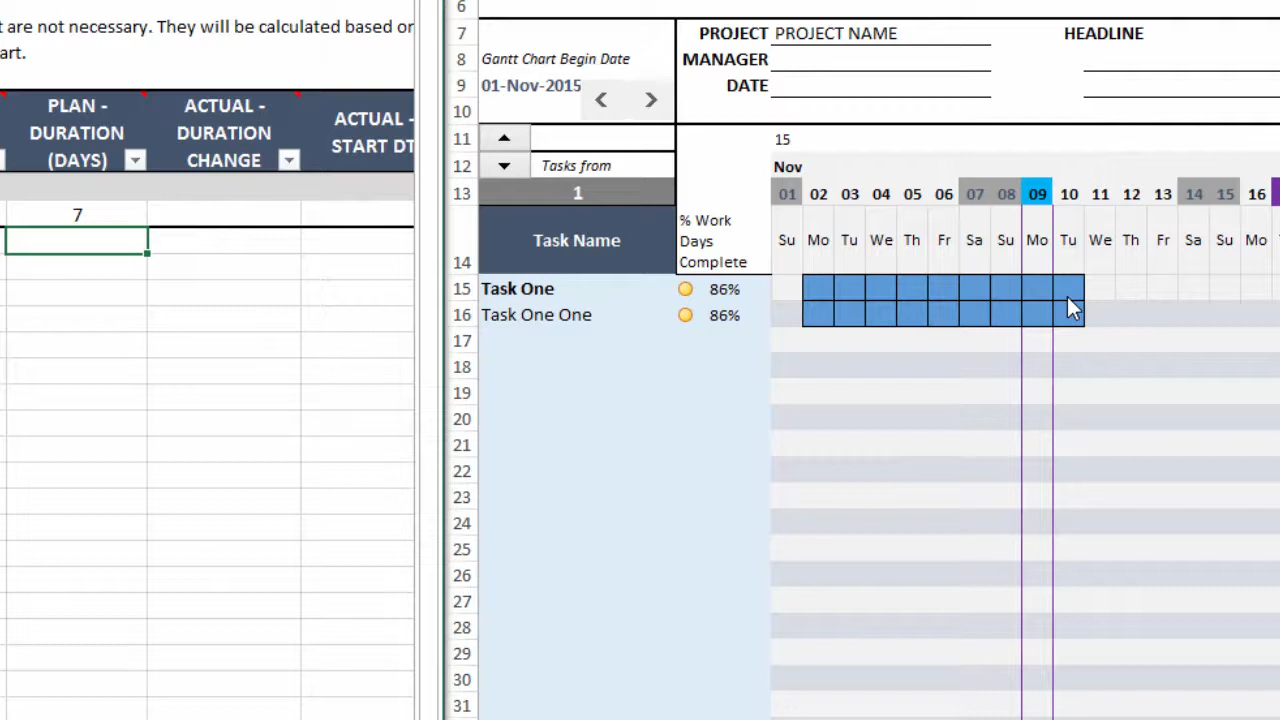 t are not necessary. They will be calculated based or
art.
PLAN -
DURATION
(DAYS)
ACTUAL -
DURATION
CHANGE
ACTUAL -
START DT
7
6
7 PROJECT PROJECT NAME HEADLINE
8 Gantt Chart Begin Date MANAGER
9 01-Nov-2015 DATE
10
11 15
12 Tasks from Nov
13 1 01 02 03 04 05 06 07 08 09 10 11 12 13 14 15 16
% Work
Days
Complete
14 Task Name Su Mo Tu We Th Fr Sa Su Mo Tu We Th Fr Sa Su Mo
15 Task One 86%
16 Task One One 86%
17
18
19
20
21
22
23
24
25
26
27
28
29
30
31